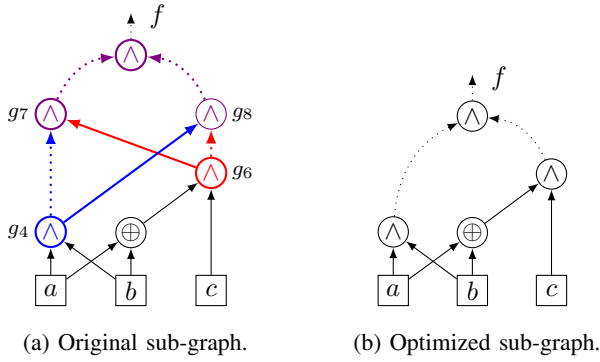 f
∧
g7 ∧ ∧ g8
∧ g6
g4 ∧ ⊕
a b c
(a) Original sub-graph.
f
∧
∧
∧ ⊕
a b c
(b) Optimized sub-graph.